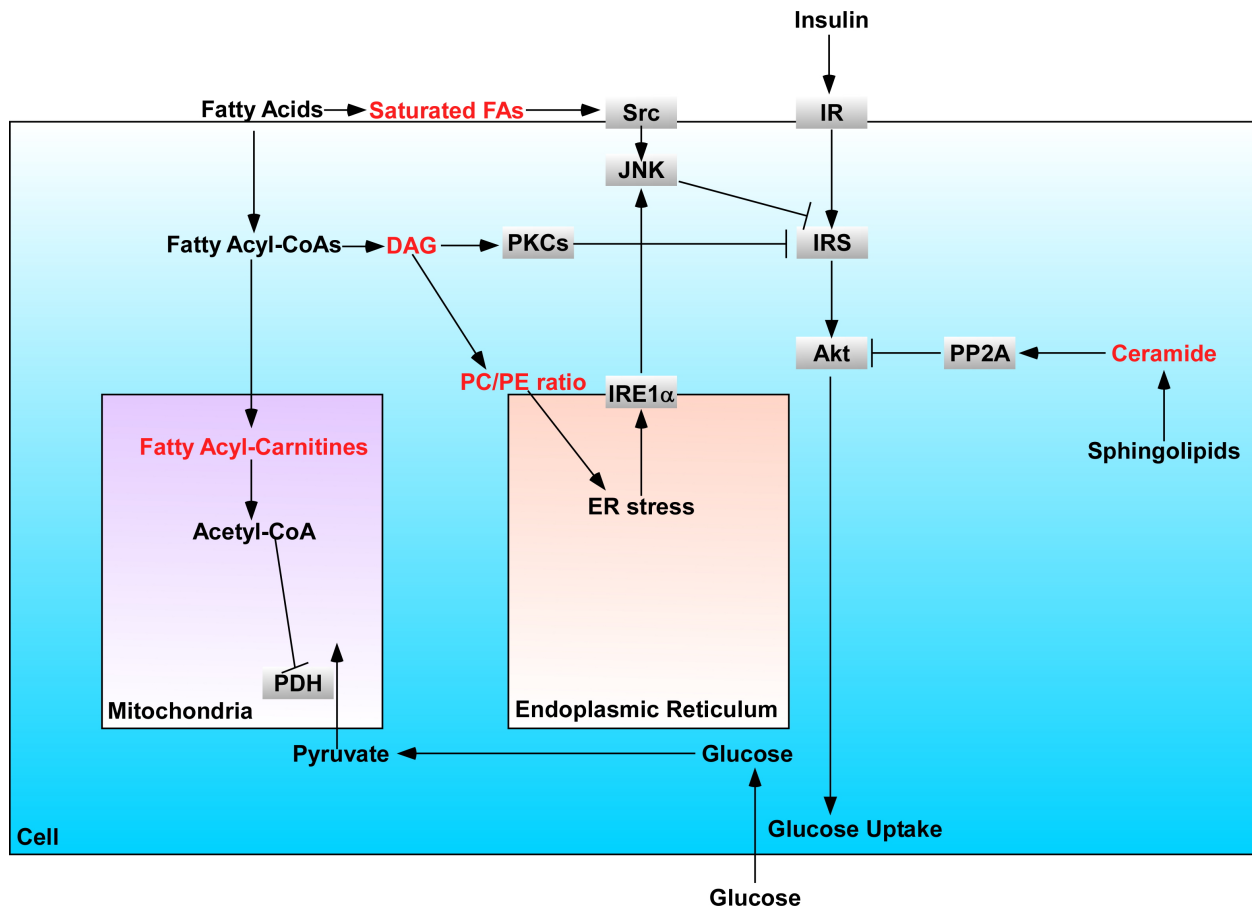 Insulin
Fatty Acids
Saturated FAs
Src
IR
JNK
Fatty Acyl-CoAs
DAG
PKCs
IRS
Akt
PP2A
Ceramide
PC/PE ratio
IRE1α
Fatty Acyl-Carnitines
Sphingolipids
ER stress
Acetyl-CoA
PDH
Mitochondria
Endoplasmic Reticulum
Pyruvate
Glucose
Glucose Uptake
Cell
Glucose